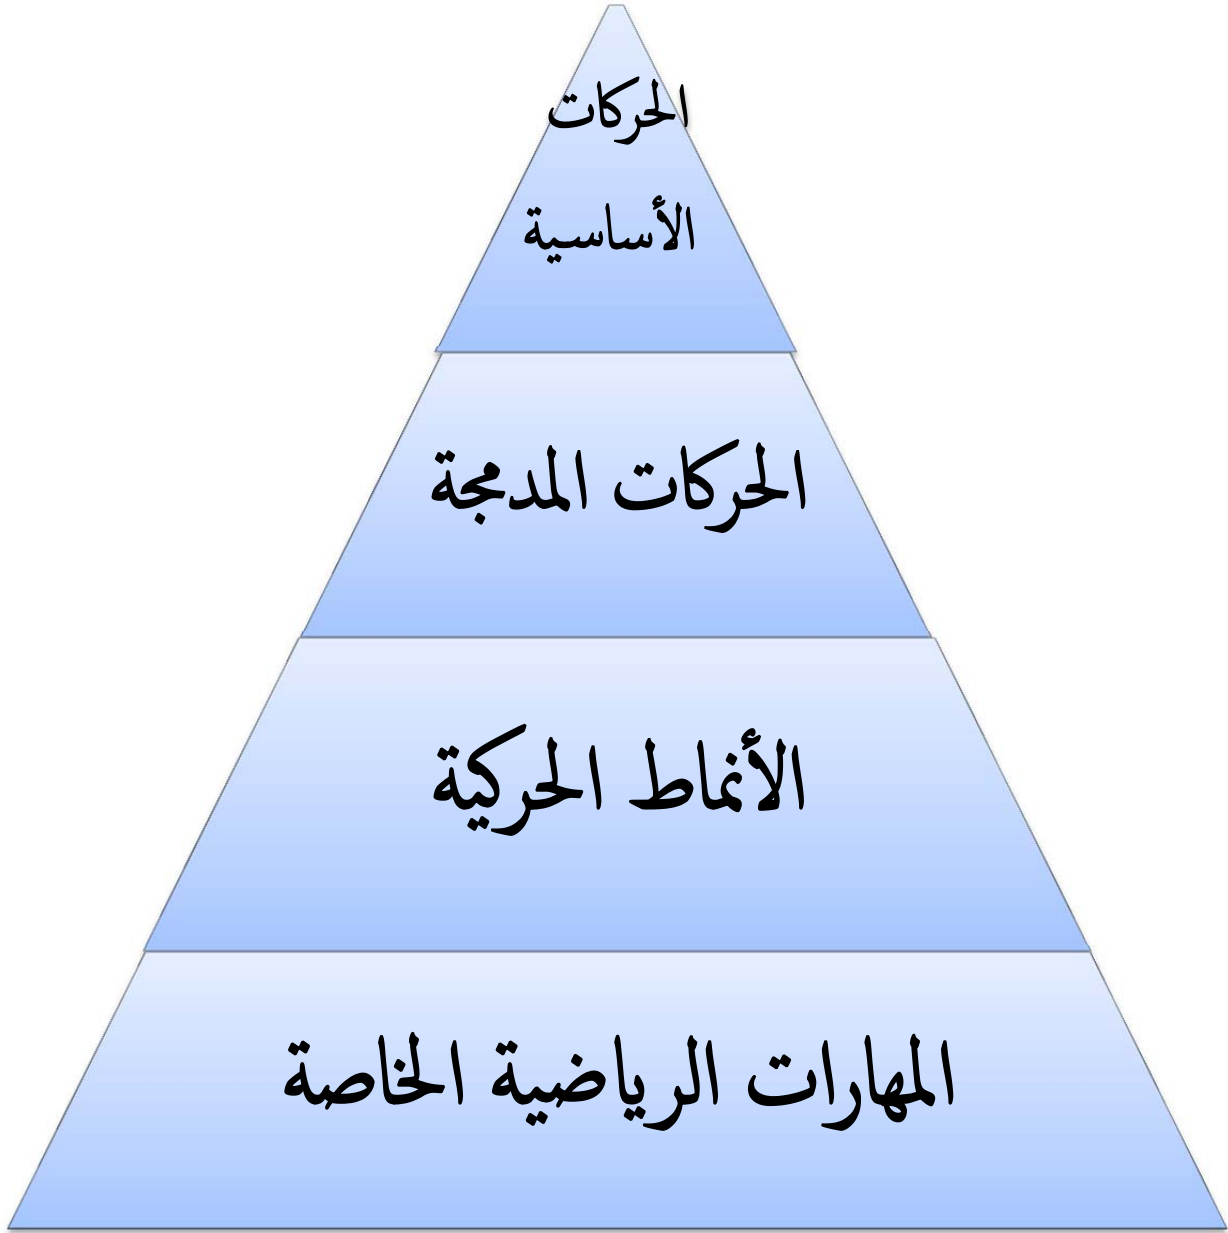 الحركات
الأساسية
الحركات المدمجة
الأنماط الحركية
المهارات الرياضية الخاصة